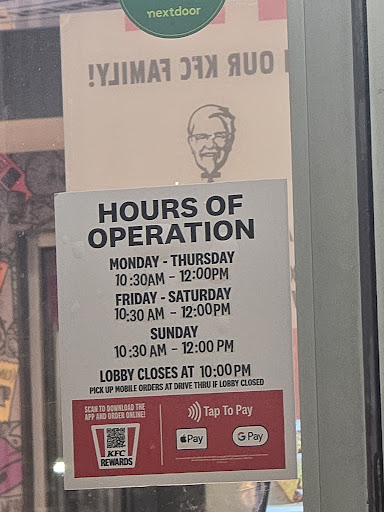 nextdoor
OUR KFC FAMILY!
HOURS OF
OPERATION
MONDAY - THURSDAY
10:30AM - 12:00PM
FRIDAY - SATURDAY
10:30 AM - 12:00PM
SUNDAY
10:30 AM - 12:00 PM
LOBBY CLOSES AT 10:00PM
PICK UP MOBILE ORDERS AT DRIVE THRU IF LOBBY CLOSED
SCAN TO DOWNLOAD THE
APP AND ORDER ONLINE!
KFC
REWARDS
Tap To Pay
Pay
G Pay